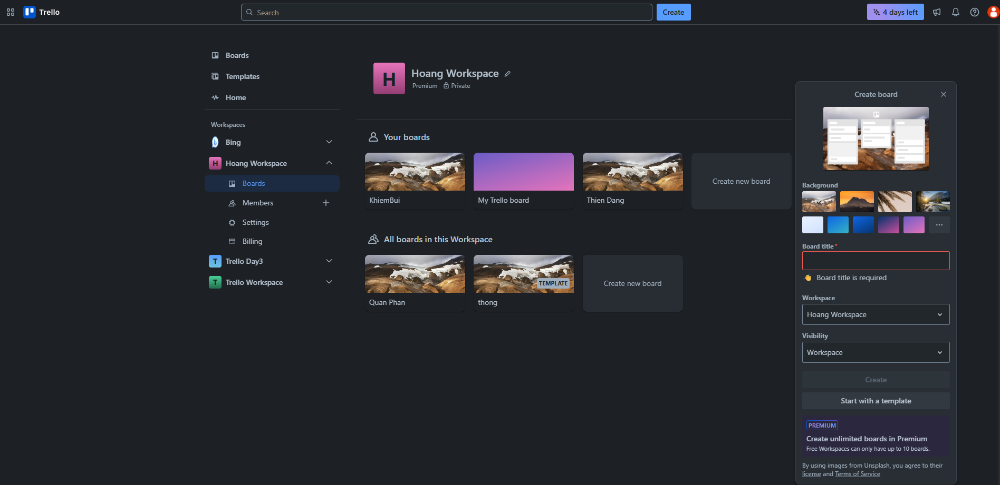 Trello
Search
Create
4 days left
Boards
Templates
Home
Workspaces
Bing
H
Hoang Workspace
Boards
Members
Settings
Billing
T
Trello Day3
T
Trello Workspace
H
Hoang Workspace
Premium
Private
Your boards
KhiemBui
My Trello board
Thien Dang
Create new board
All boards in this Workspace
Quan Phan
TEMPLATE
thong
Create new board
Create board
Background
Board title*
Board title is required
Workspace
Hoang Workspace
Visibility
Workspace
Create
Start with a template
PREMIUM
Create unlimited boards in Premium
Free Workspaces can only have up to 10 boards.
By using images from Unsplash, you agree to their
license and Terms of Service